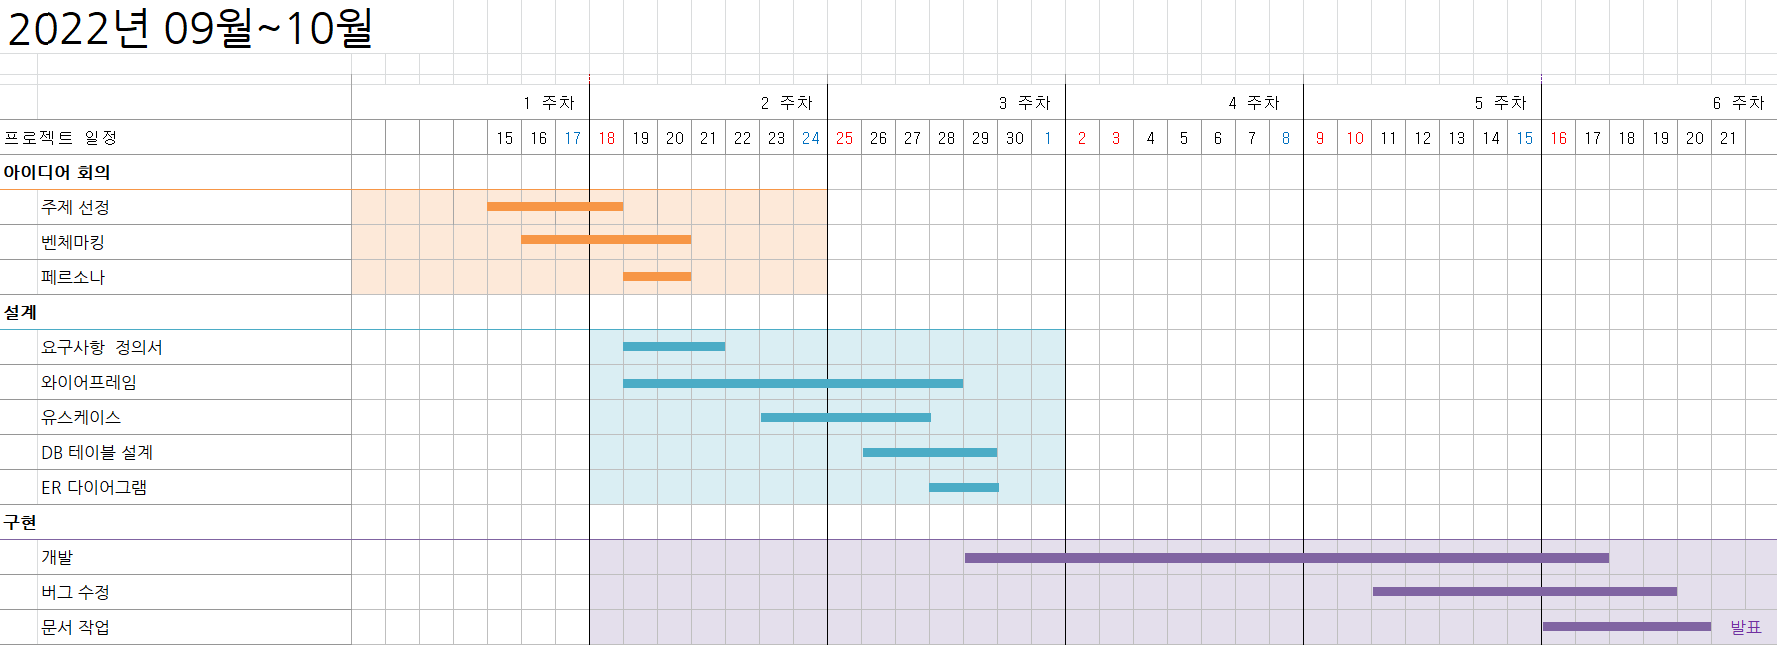 2022년 09월~10월
1 주차 2 주차 3 주차 4 주차 5 주차 6 주차
프로젝트 일정 15 16 17 18 19 20 21 22 23 24 25 26 27 28 29 30 1 2 3 4 5 6 7 8 9 10 11 12 13 14 15 16 17 18 19 20 21
아이디어 회의
주제 선정
벤체마킹
페르소나
설계
요구사항 정의서
와이어프레임
유스케이스
DB 테이블 설계
ER 다이어그램
구현
개발
버그 수정
문서 작업 발표